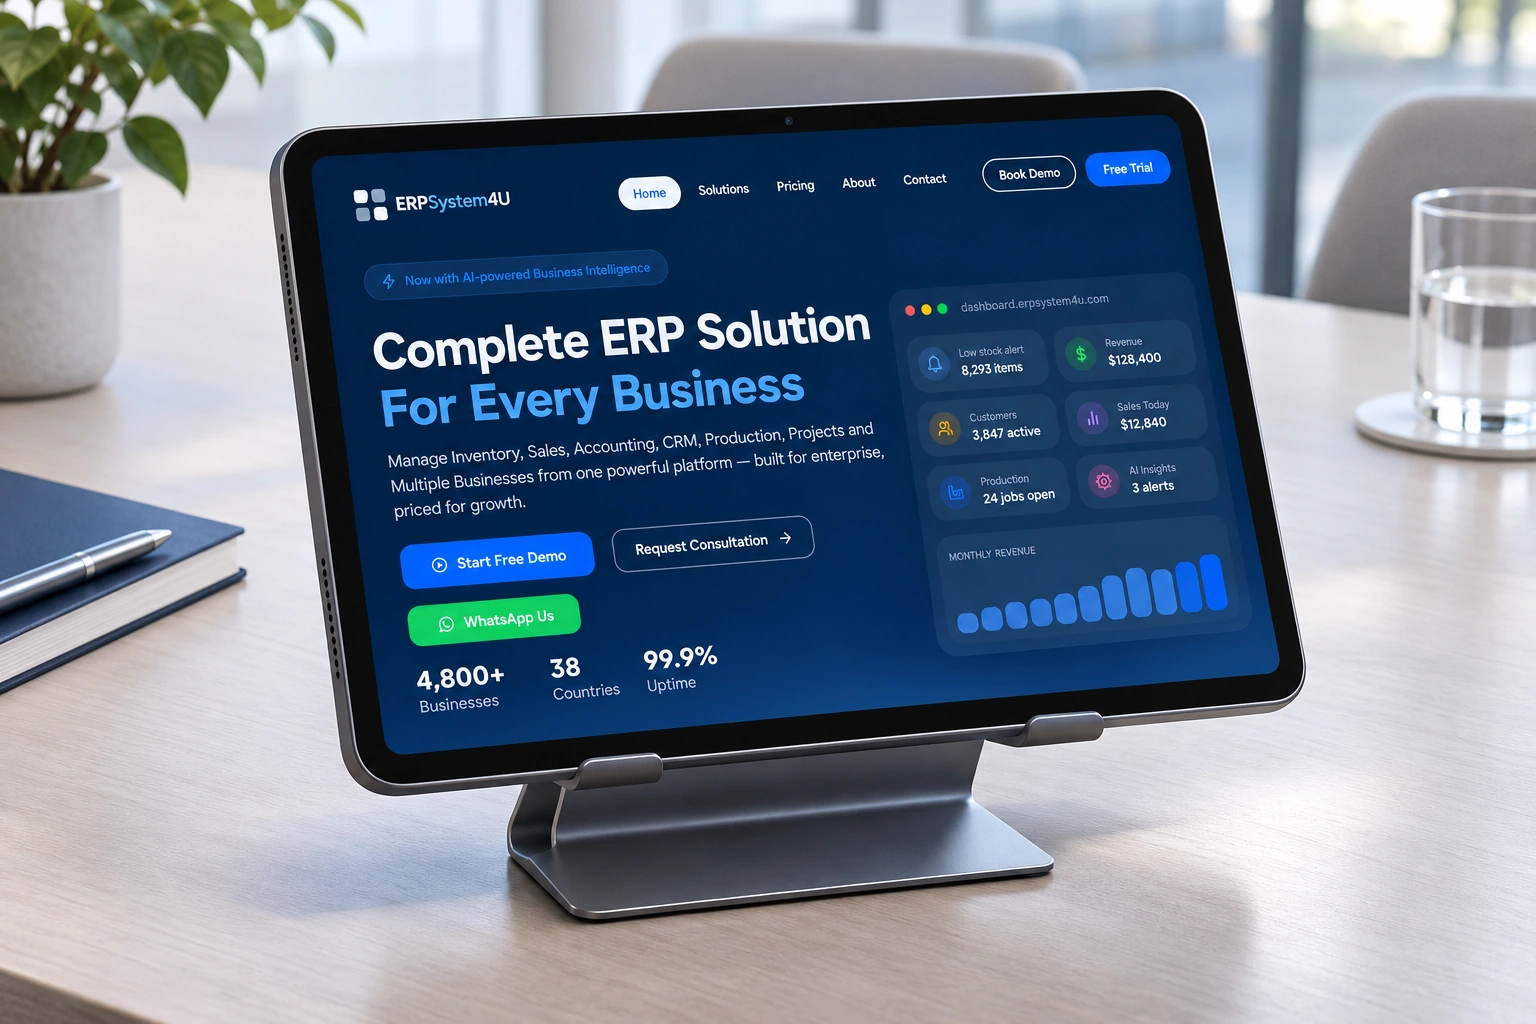 ERPSystem4U
Home
Solutions
Pricing
About
Contact
Book Demo
Free Trial
Now with AI-powered Business Intelligence
Complete ERP Solution
For Every Business
Manage Inventory, Sales, Accounting, CRM, Production, Projects and
Multiple Businesses from one powerful platform — built for enterprise,
priced for growth.
Start Free Demo
Request Consultation →
WhatsApp Us
4,800+
Businesses
38
Countries
99.9%
Uptime
dashboard.erpsystem4u.com
Low stock alert
8,293 items
Revenue
$128,400
Customers
3,847 active
Sales Today
$12,840
Production
24 jobs open
AI Insights
3 alerts
MONTHLY REVENUE